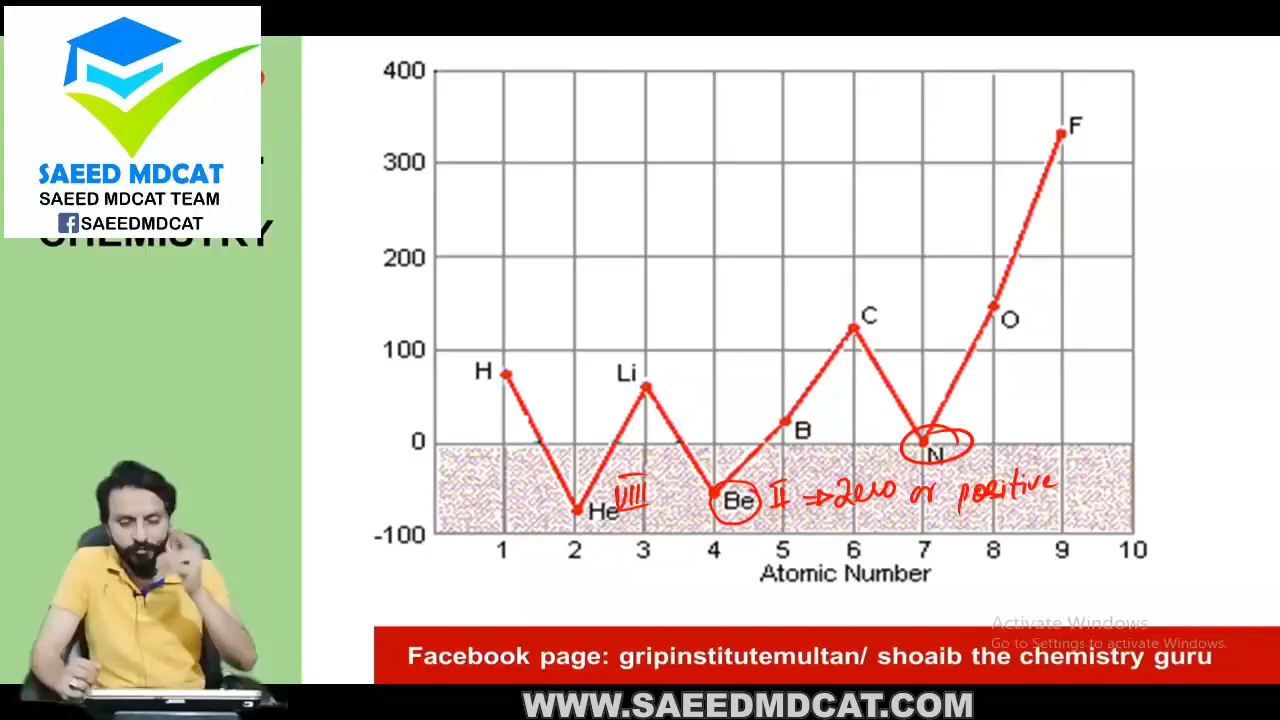 SAEED MDCAT
SAEED MDCAT TEAM
SAEEDMDCAT
CHEMISTRY
400
300
200
100
0
-100
H
He
Li
Be
B
C
N
O
F
VIII
II ⇒ Zero or positive
1 2 3 4 5 6 7 8 9 10
Atomic Number
Activate Windows
Go to Settings to activate Windows.
Facebook page: gripinstitutemultan/ shoaib the chemistry guru
WWW.SAEEDMDCAT.COM